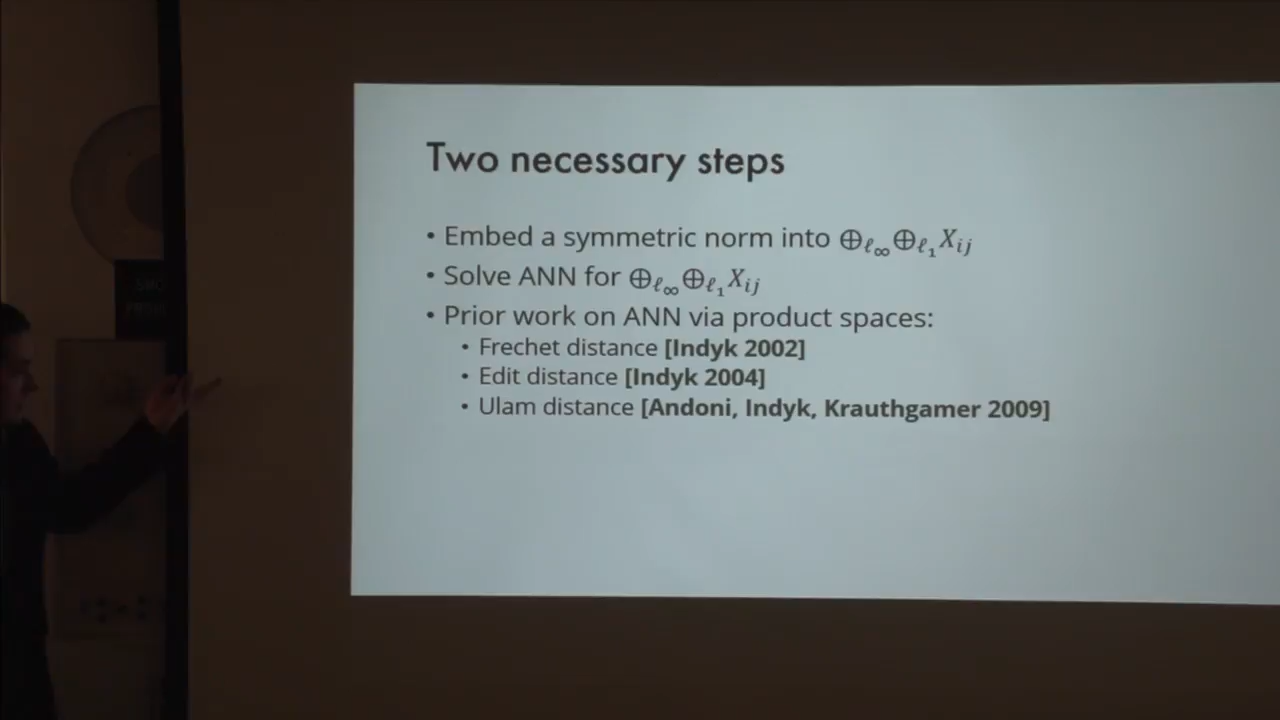 Two necessary steps
• Embed a symmetric norm into ⊕ℓ∞⊕ℓ₁Xᵢⱼ
• Solve ANN for ⊕ℓ∞⊕ℓ₁Xᵢⱼ
• Prior work on ANN via product spaces:
• Frechet distance [Indyk 2002]
• Edit distance [Indyk 2004]
• Ulam distance [Andoni, Indyk, Krauthgamer 2009]